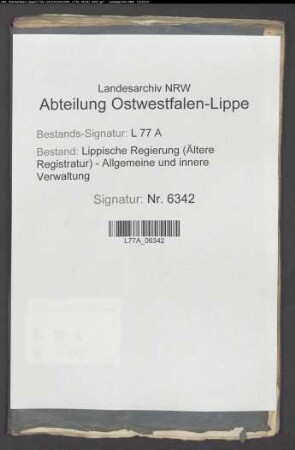 Landesarchiv NRW
Abteilung Ostwestfalen-Lippe
Bestands-Signatur: L 77 A
Bestand: Lippische Regierung (Ältere
Registratur) - Allgemeine und innere
Verwaltung
Signatur: Nr. 6342
L77A_06342